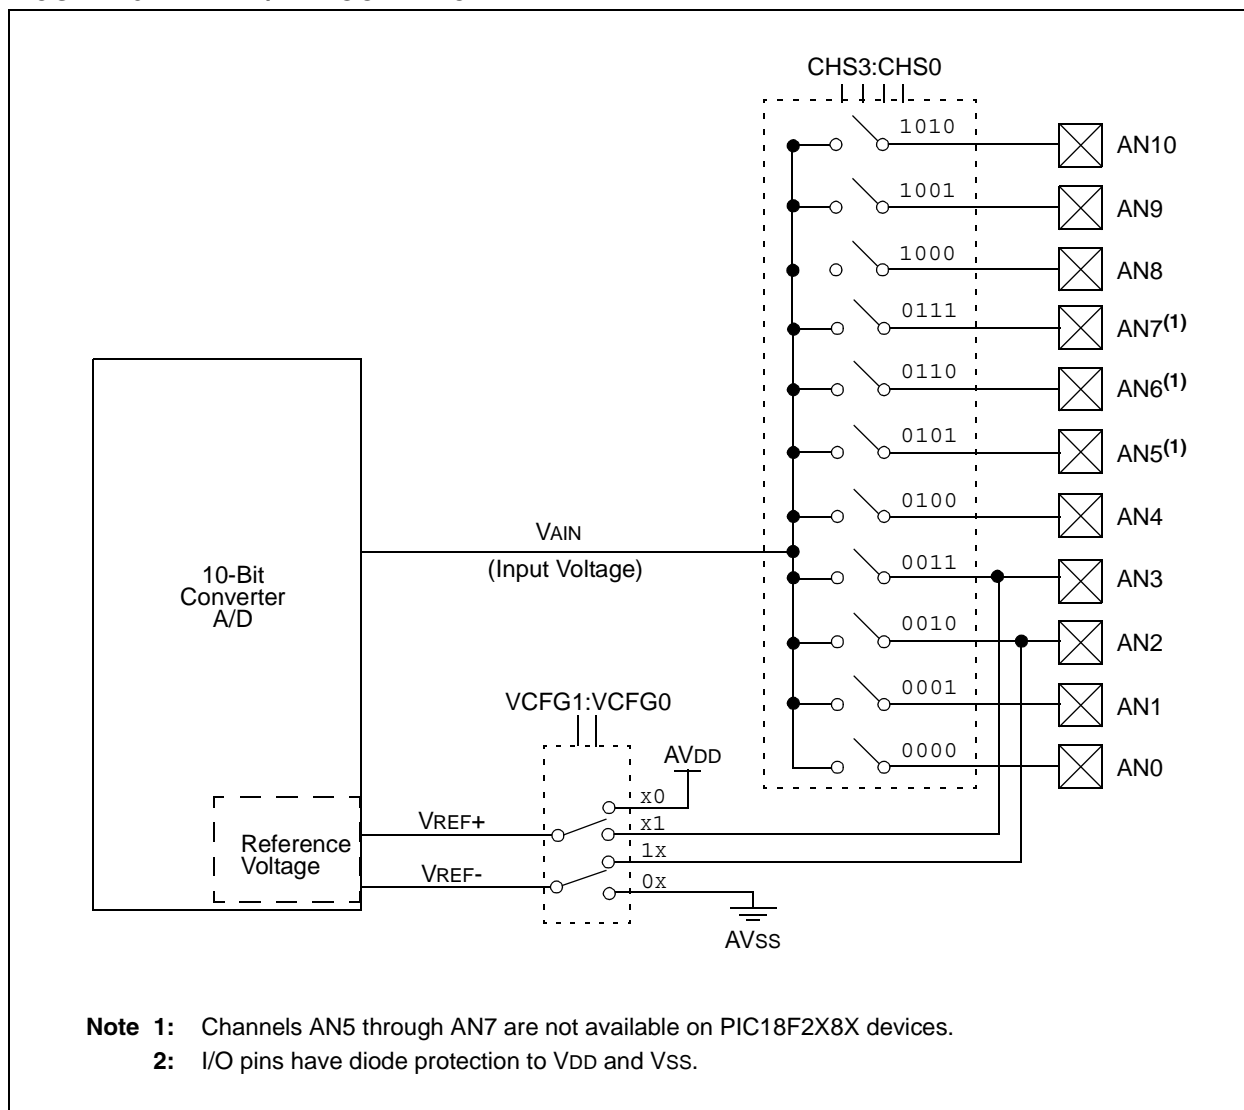 CHS3:CHS0
1010 AN10
1001 AN9
1000 AN8
0111 AN7(1)
0110 AN6(1)
0101 AN5(1)
0100 AN4
VAIN
(Input Voltage)
0011 AN3
10-Bit
Converter
A/D
0010 AN2
0001 AN1
VCFG1:VCFG0
0000 AN0
AVDD
x0
VREF+
x1
Reference
Voltage
1x
VREF-
0x
AVSS
Note 1: Channels AN5 through AN7 are not available on PIC18F2X8X devices.
2: I/O pins have diode protection to VDD and VSS.